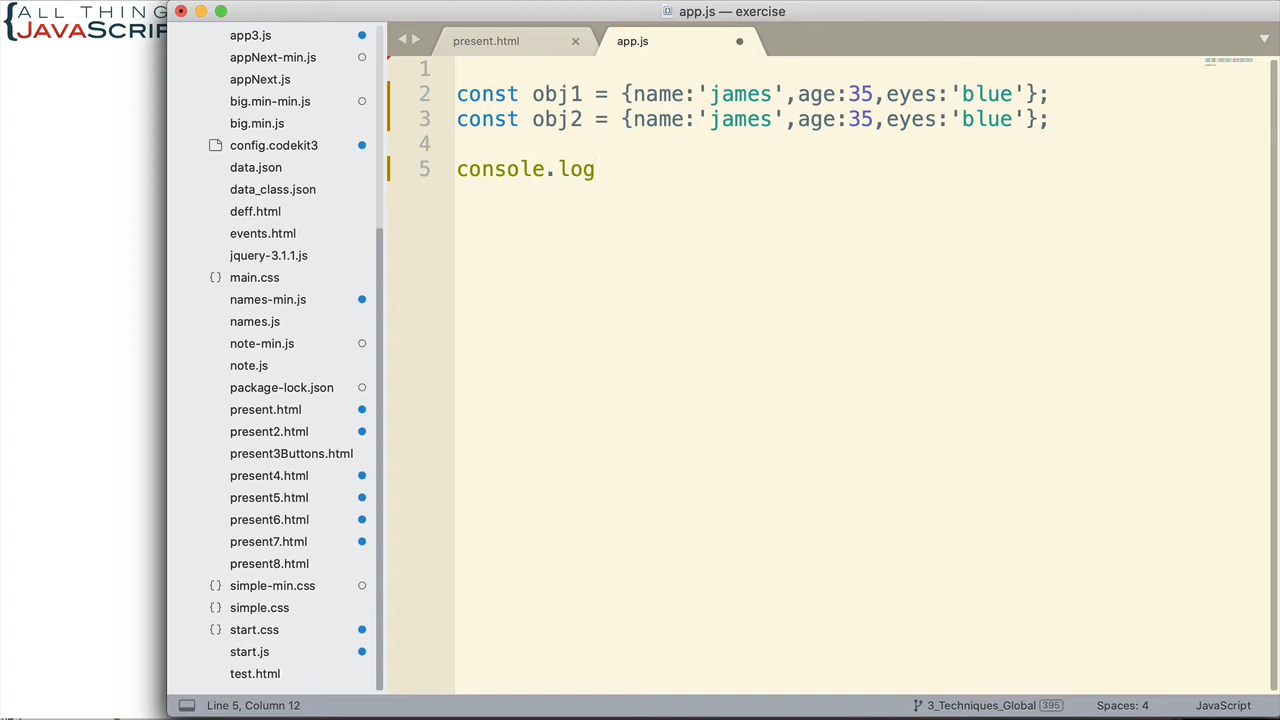 {ALL THING
JAVASCRIP
app.js — exercise
present.html ×
app.js
app3.js
appNext-min.js
appNext.js
big.min-min.js
big.min.js
config.codekit3
data.json
data_class.json
deff.html
events.html
jquery-3.1.1.js
{} main.css
names-min.js
names.js
note-min.js
note.js
package-lock.json
present.html
present2.html
present3Buttons.html
present4.html
present5.html
present6.html
present7.html
present8.html
{} simple-min.css
{} simple.css
{} start.css
start.js
test.html
1
2 const obj1 = {name:'james',age:35,eyes:'blue'};
3 const obj2 = {name:'james',age:35,eyes:'blue'};
4
5 console.log
Line 5, Column 12
3_Techniques_Global 395
Spaces: 4
JavaScript